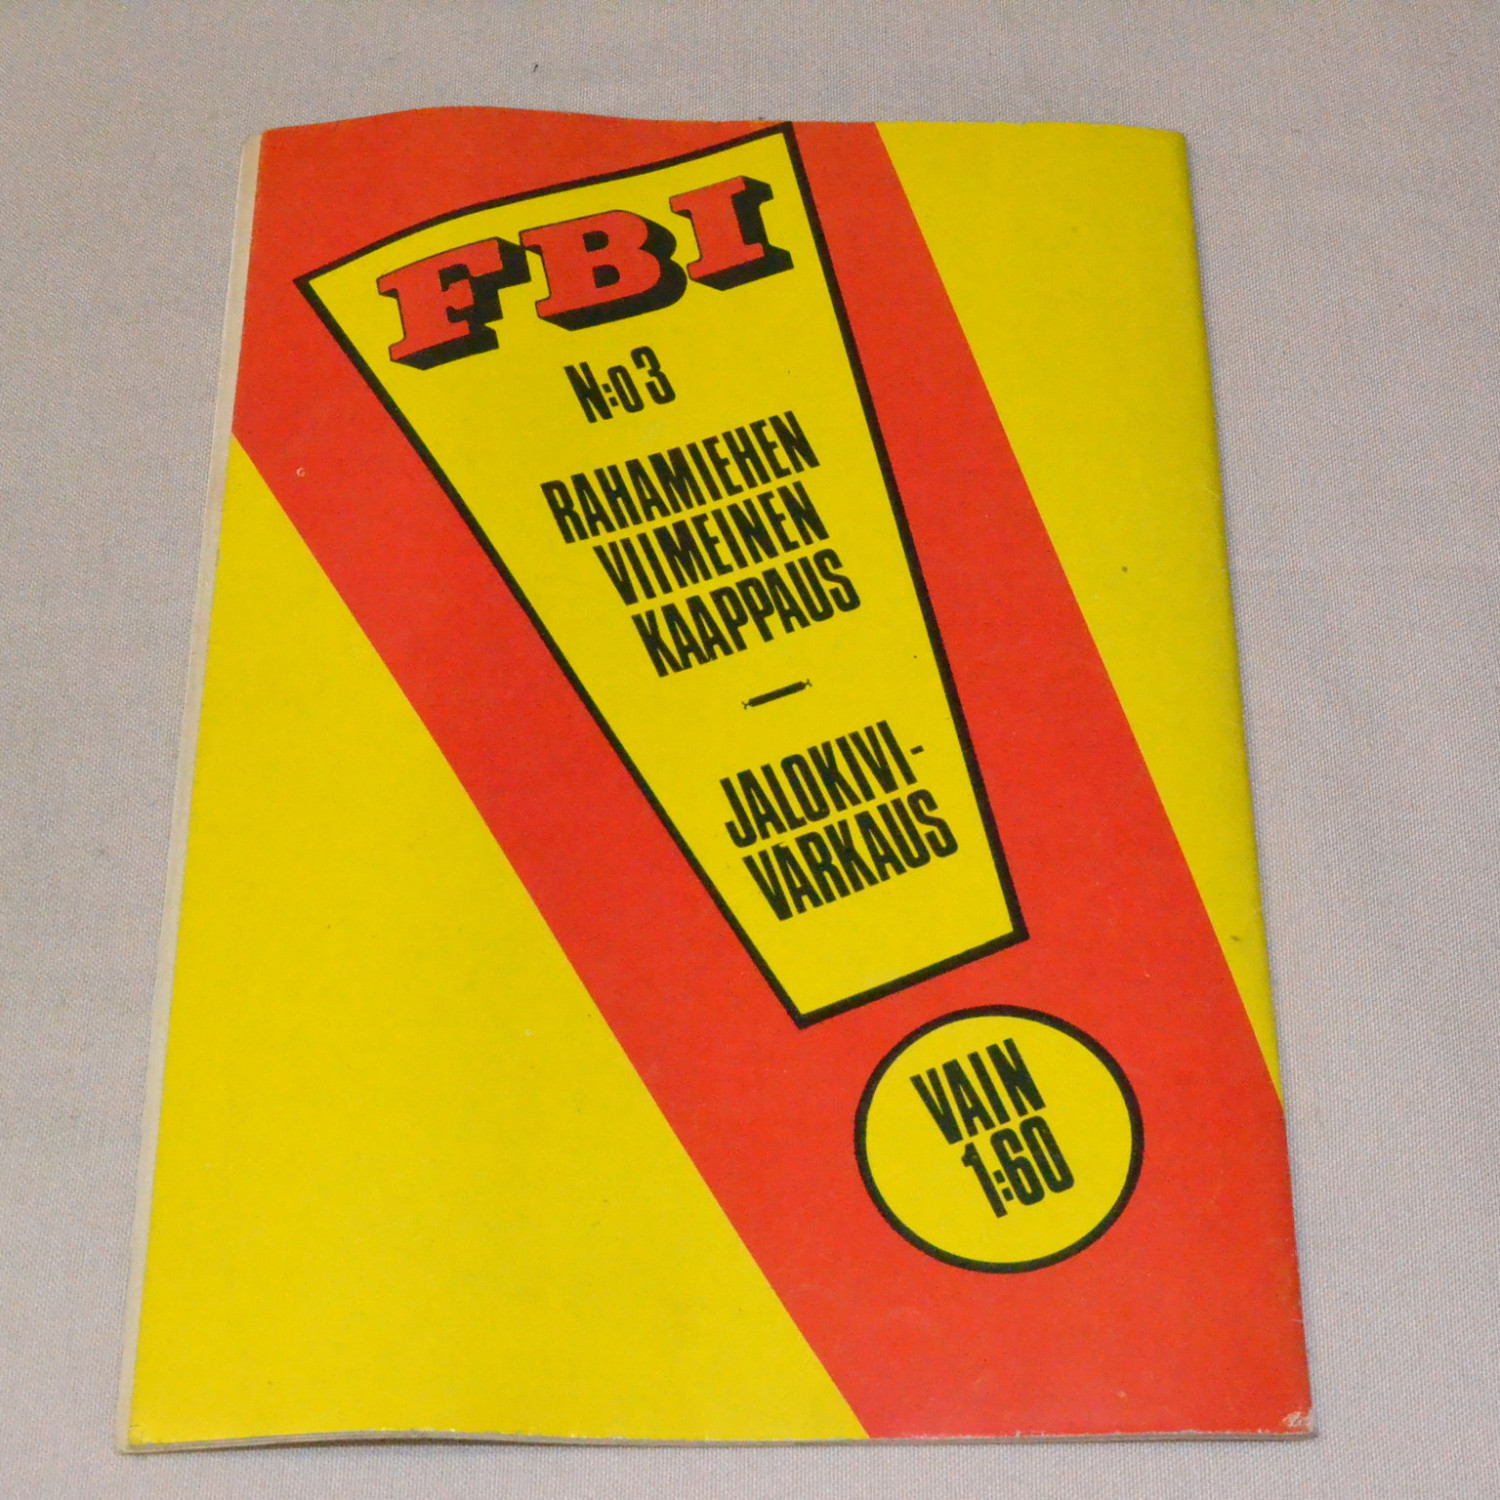 FBI
N:o 3
RAHAMIEHEN
VIIMEINEN
KAAPPAUS
JALOKIVI-
VARKAUS
VAIN
1:60